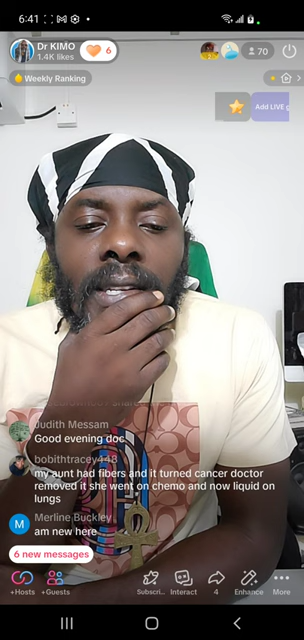 6:41
Dr KIMO
1.4K likes
6
70
Weekly Ranking
Add LIVE g
Judith Messam
Good evening doc
bobithtracey448
my aunt had fibers and it turned cancer doctor
removed it she went on chemo and now liquid on
lungs
M
Merline Buckley
am new here
6 new messages
+Hosts
+Guests
Subscri...
Interact
4
Enhance
More